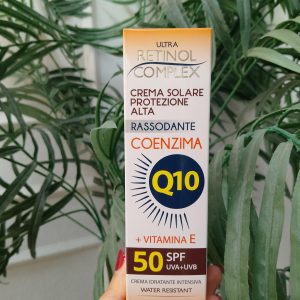 ULTRA
RETINOL
COMPLEX
CREMA SOLARE
PROTEZIONE
ALTA
RASSODANTE
COENZIMA
Q10
+ VITAMINA E
50 SPF
UVA+UVB
CREMA IDRATANTE INTENSIVA
WATER RESISTANT